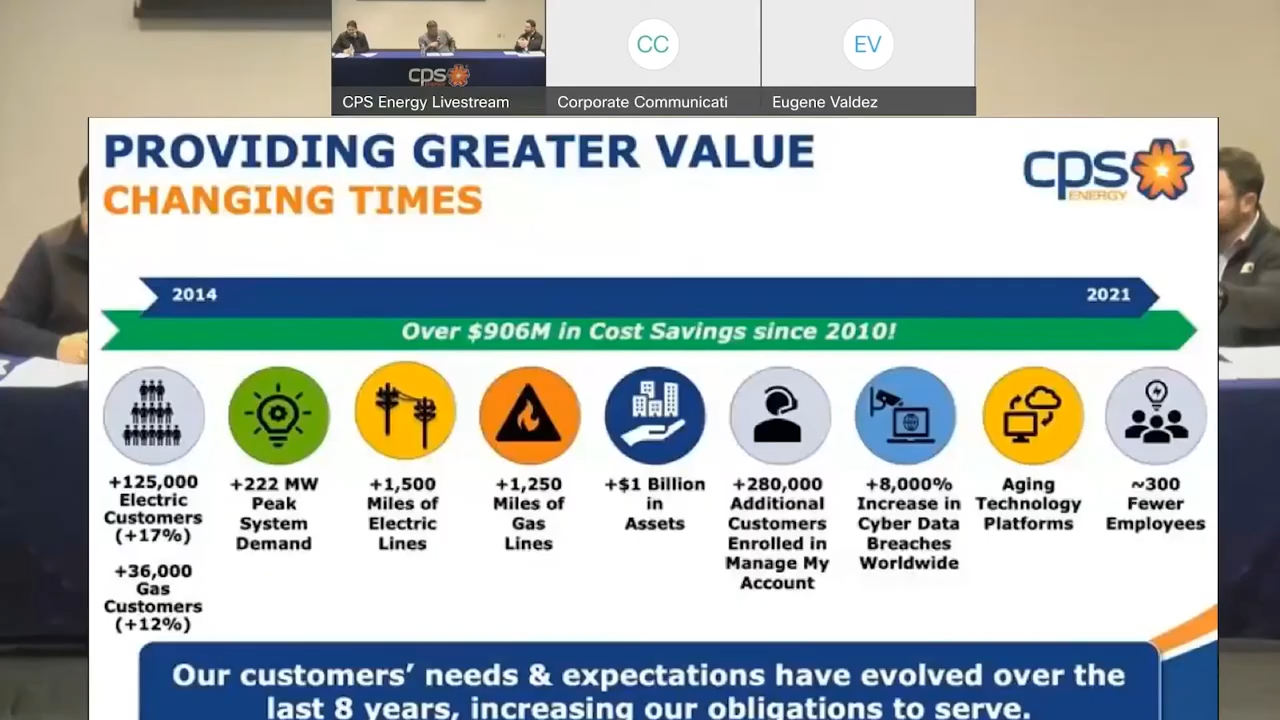 cps
CPS Energy Livestream
CC
Corporate Communicati
EV
Eugene Valdez
PROVIDING GREATER VALUE
CHANGING TIMES
cps
ENERGY
2014
2021
Over $906M in Cost Savings since 2010!
+125,000
Electric
Customers
(+17%)
+36,000
Gas
Customers
(+12%)
+222 MW
Peak
System
Demand
+1,500
Miles of
Electric
Lines
+1,250
Miles of
Gas
Lines
+$1 Billion
in
Assets
+280,000
Additional
Customers
Enrolled in
Manage My
Account
+8,000%
Increase in
Cyber Data
Breaches
Worldwide
Aging
Technology
Platforms
~300
Fewer
Employees
Our customers’ needs & expectations have evolved over the
last 8 years, increasing our obligations to serve.